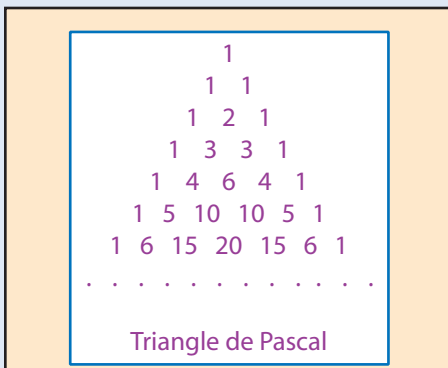 1
1 1
1 2 1
1 3 3 1
1 4 6 4 1
1 5 10 10 5 1
1 6 15 20 15 6 1
. . . . . . . . . . . .
Triangle de Pascal